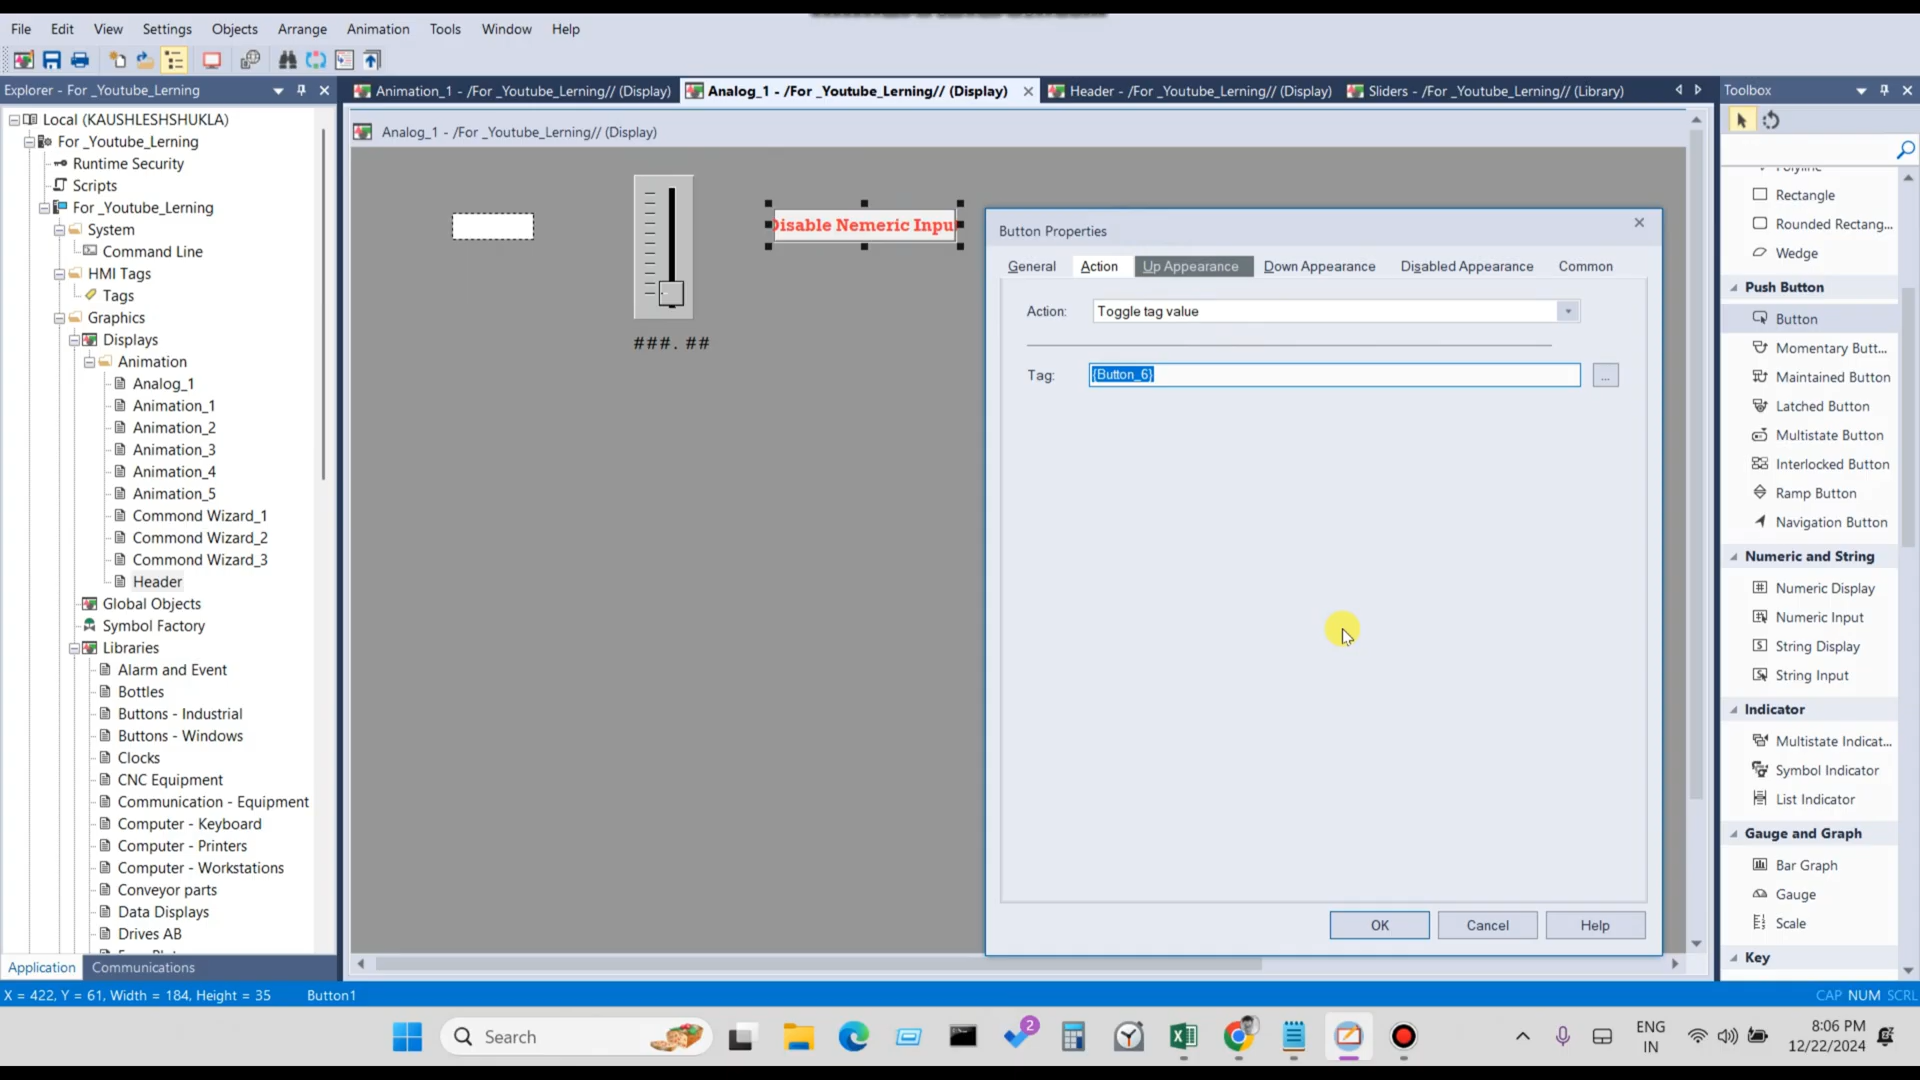 File Edit View Settings Objects Arrange Animation Tools Window Help
Explorer - For _Youtube_Lerning
Animation_1 - /For _Youtube_Lerning// (Display)
Analog_1 - /For _Youtube_Lerning// (Display)
Header - /For _Youtube_Lerning// (Display)
Sliders - /For _Youtube_Lerning// (Library)
Toolbox
Local (KAUSHLESHSHUKLA)
For _Youtube_Lerning
Runtime Security
Scripts
For _Youtube_Lerning
System
Command Line
HMI Tags
Tags
Graphics
Displays
Animation
Analog_1
Animation_1
Animation_2
Animation_3
Animation_4
Animation_5
Commond Wizard_1
Commond Wizard_2
Commond Wizard_3
Header
Global Objects
Symbol Factory
Libraries
Alarm and Event
Bottles
Buttons - Industrial
Buttons - Windows
Clocks
CNC Equipment
Communication - Equipment
Computer - Keyboard
Computer - Printers
Computer - Workstations
Conveyor parts
Data Displays
Drives AB
Application Communications
Analog_1 - /For _Youtube_Lerning// (Display)
###.##
Disable Nemeric Inpu
Button Properties
General Action Up Appearance Down Appearance Disabled Appearance Common
Action: Toggle tag value
Tag: {Button_6} ...
OK Cancel Help
Polyline
Rectangle
Rounded Rectang...
Wedge
Push Button
Button
Momentary Butt...
Maintained Button
Latched Button
Multistate Button
Interlocked Button
Ramp Button
Navigation Button
Numeric and String
Numeric Display
Numeric Input
String Display
String Input
Indicator
Multistate Indicat...
Symbol Indicator
List Indicator
Gauge and Graph
Bar Graph
Gauge
Scale
Key
X = 422, Y = 61, Width = 184, Height = 35 Button1
CAP NUM SCRL
Search
2
ENG
IN
8:06 PM
12/22/2024